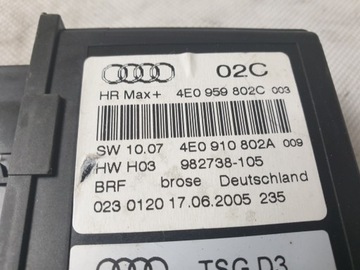 02C
HR Max+ 4E0 959 802C 003
SW 10.07 4E0 910 802A 009
HW H03 982738-105
BRF brose Deutschland
023 0120 17.06.2005 235
TSG D3